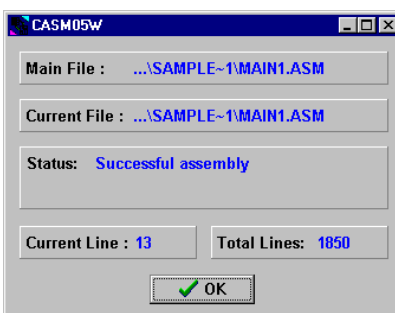 CASM05W
Main File : ...\SAMPLE~1\MAIN1.ASM
Current File : ...\SAMPLE~1\MAIN1.ASM
Status: Successful assembly
Current Line : 13 Total Lines: 1850
OK